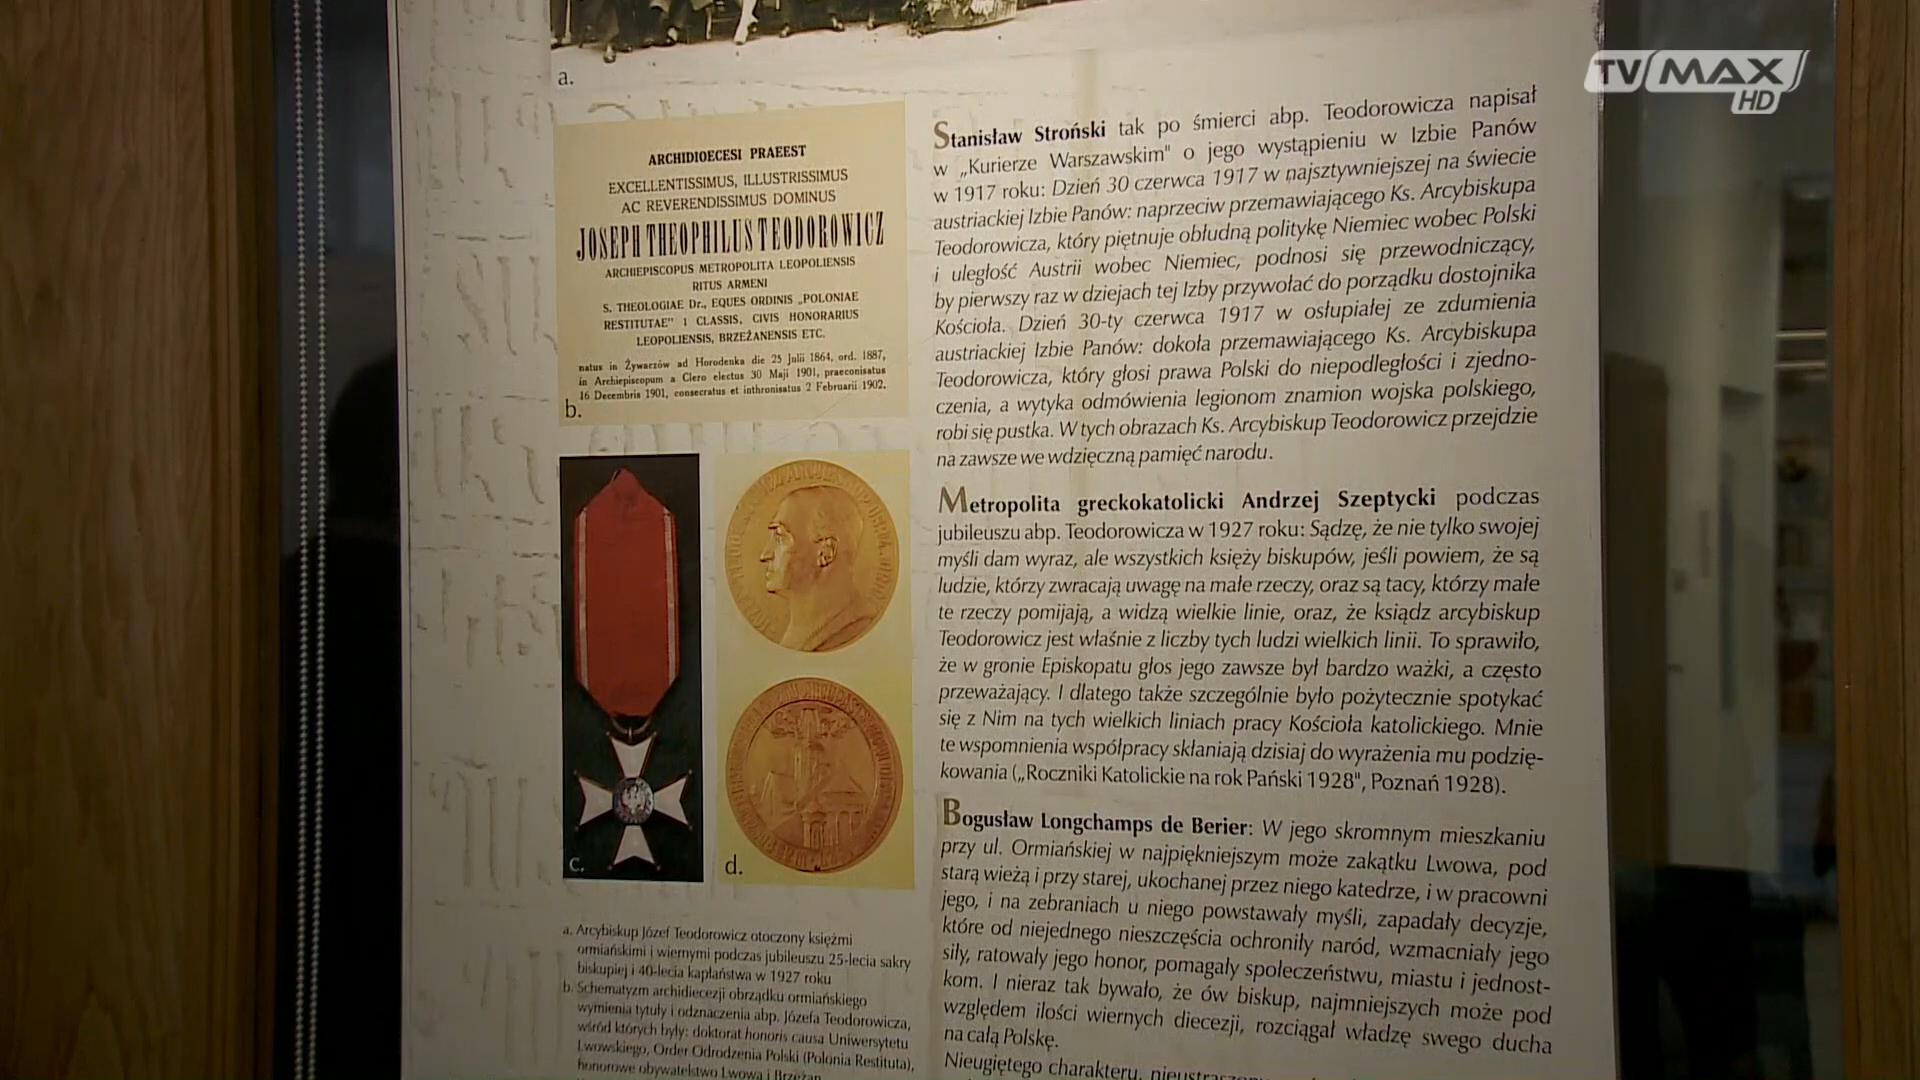 TV MAX
HD
a.
ARCHIDIOECESI PRAEEST
EXCELLENTISSIMUS, ILLUSTRISSIMUS
AC REVERENDISSIMUS DOMINUS
JOSEPH THEOPHILUS TEODOROWICZ
ARCHIEPISCOPUS METROPOLITA LEOPOLIENSIS
RITUS ARMENI
S. THEOLOGIAE Dr., EQUES ORDINIS „POLONIAE
RESTITUTAE" I CLASSIS, CIVIS HONORARIUS
LEOPOLIENSIS, BRZEŻANENSIS ETC.
natus in Żywaczów ad Horodenka die 25 Julii 1864, ord. 1887,
in Archiepiscopum a Clero electus 30 Maji 1901, praeconisatus
16 Decembris 1901, consecratus et inthronisatus 2 Februarii 1902.
b.
c.
d.
a. Arcybiskup Józef Teodorowicz otoczony księżmi
ormiańskimi i wiernymi podczas jubileuszu 25-lecia sakry
biskupiej i 40-lecia kapłaństwa w 1927 roku
b. Schematyzm archidiecezji obrządku ormiańskiego
wymienia tytuły i odznaczenia abp. Józefa Teodorowicza,
wśród których były: doktorat honoris causa Uniwersytetu
Lwowskiego, Order Odrodzenia Polski (Polonia Restituta),
honorowe obywatelstwo Lwowa i Brzeżan
Stanisław Stroński tak po śmierci abp. Teodorowicza napisał
w „Kurierze Warszawskim" o jego wystąpieniu w Izbie Panów
w 1917 roku: Dzień 30 czerwca 1917 w najsztywniejszej na świecie
austriackiej Izbie Panów: naprzeciw przemawiającego Ks. Arcybiskupa
Teodorowicza, który piętnuje obłudną politykę Niemiec wobec Polski
i uległość Austrii wobec Niemiec, podnosi się przewodniczący,
by pierwszy raz w dziejach tej Izby przywołać do porządku dostojnika
Kościoła. Dzień 30-ty czerwca 1917 w osłupiałej ze zdumienia
austriackiej Izbie Panów: dokoła przemawiającego Ks. Arcybiskupa
Teodorowicza, który głosi prawa Polski do niepodległości i zjedno-
czenia, a wytyka odmówienia legionom znamion wojska polskiego,
robi się pustka. W tych obrazach Ks. Arcybiskup Teodorowicz przejdzie
na zawsze we wdzięczną pamięć narodu.
Metropolita greckokatolicki Andrzej Szeptycki podczas
jubileuszu abp. Teodorowicza w 1927 roku: Sądzę, że nie tylko swojej
myśli dam wyraz, ale wszystkich księży biskupów, jeśli powiem, że są
ludzie, którzy zwracają uwagę na małe rzeczy, oraz są tacy, którzy małe
te rzeczy pomijają, a widzą wielkie linie, oraz, że ksiądz arcybiskup
Teodorowicz jest właśnie z liczby tych ludzi wielkich linii. To sprawiło,
że w gronie Episkopatu głos jego zawsze był bardzo ważki, a często
przeważający. I dlatego także szczególnie było pożytecznie spotykać
się z Nim na tych wielkich liniach pracy Kościoła katolickiego. Mnie
te wspomnienia współpracy skłaniają dzisiaj do wyrażenia mu podzię-
kowania („Roczniki Katolickie na rok Pański 1928", Poznań 1928).
Bogusław Longchamps de Berier: W jego skromnym mieszkaniu
przy ul. Ormiańskiej w najpiękniejszym może zakątku Lwowa, pod
starą wieżą i przy starej, ukochanej przez niego katedrze, i w pracowni
jego, i na zebraniach u niego powstawały myśli, zapadały decyzje,
które od niejednego nieszczęścia ochroniły naród, wzmacniały jego
siły, ratowały jego honor, pomagały społeczeństwu, miastu i jednost-
kom. I nieraz tak bywało, że ów biskup, najmniejszych może pod
względem ilości wiernych diecezji, rozciągał władzę swego ducha
na całą Polskę.
Nieugiętego charakteru,